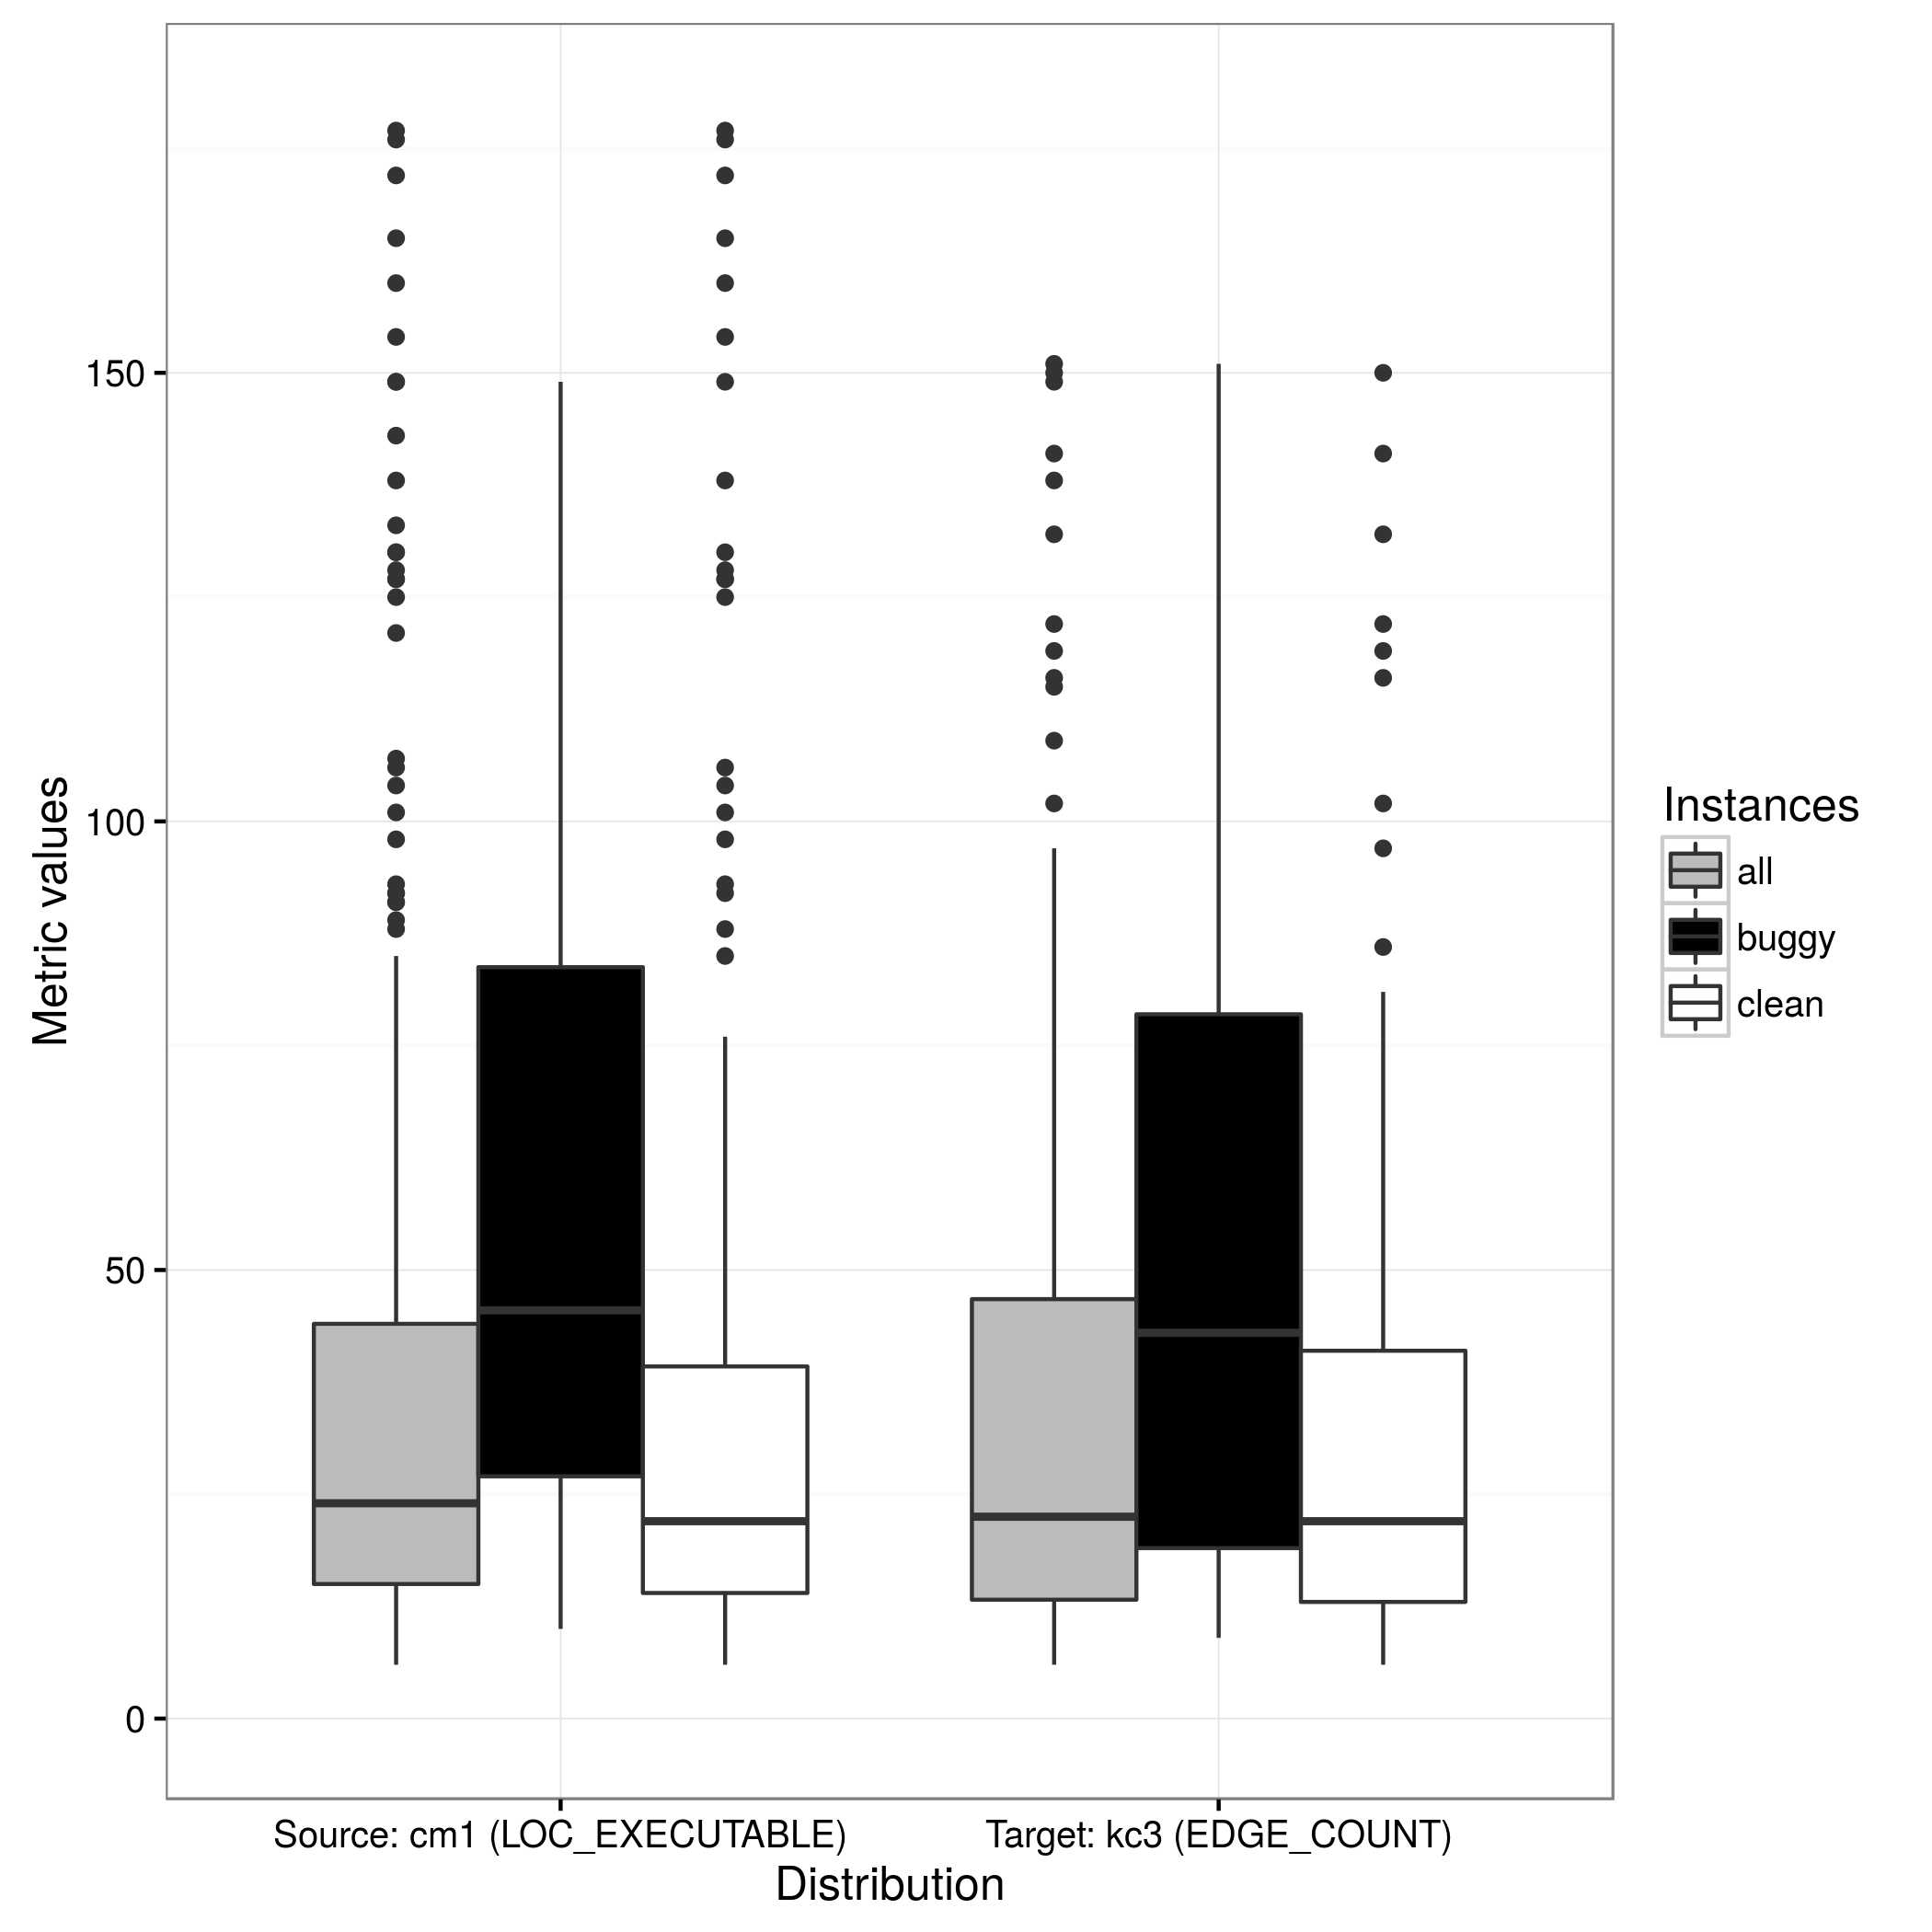 Metric values
150
100
50
0
Source: cm1 (LOC_EXECUTABLE)
Target: kc3 (EDGE_COUNT)
Distribution
Instances
all
buggy
clean